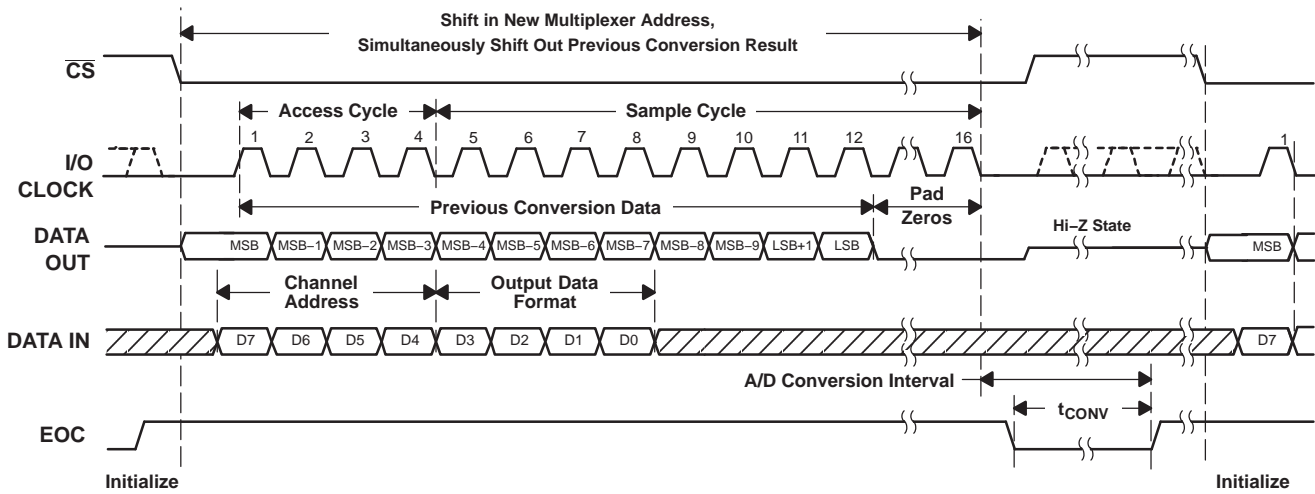 Shift in New Multiplexer Address,
Simultaneously Shift Out Previous Conversion Result
CS
Access Cycle
Sample Cycle
1 2 3 4 5 6 7 8 9 10 11 12 16 1
I/O
CLOCK
Previous Conversion Data
Pad
Zeros
DATA
OUT
MSB MSB–1 MSB–2 MSB–3 MSB–4 MSB–5 MSB–6 MSB–7 MSB–8 MSB–9 LSB+1 LSB
Hi–Z State
MSB
Channel
Address
Output Data
Format
DATA IN
D7 D6 D5 D4 D3 D2 D1 D0 D7
A/D Conversion Interval
tCONV
EOC
Initialize
Initialize